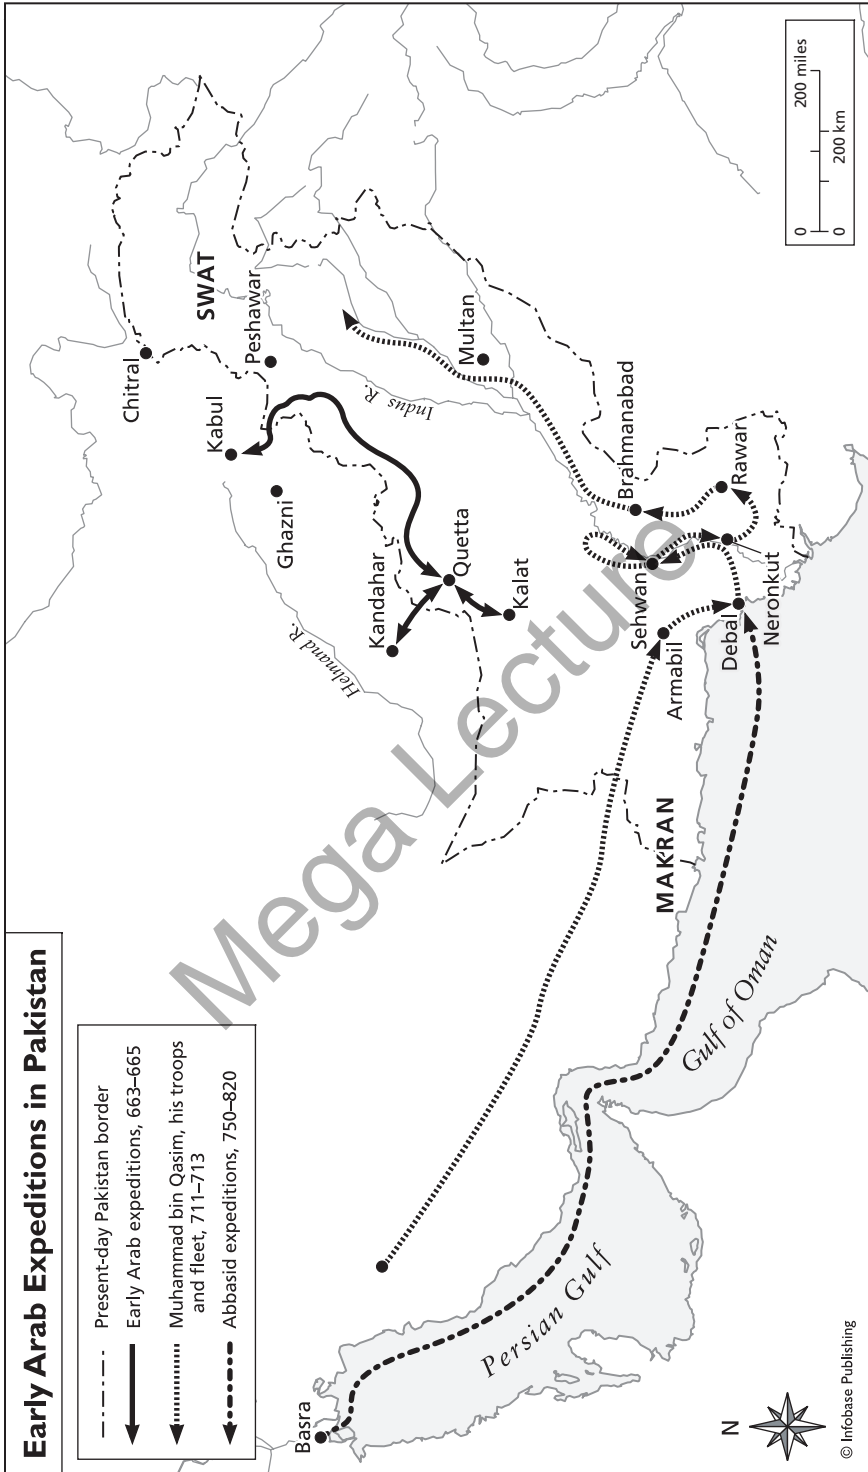 Early Arab Expeditions in Pakistan
Present-day Pakistan border
Early Arab expeditions, 663–665
Muhammad bin Qasim, his troops
and fleet, 711–713
Abbasid expeditions, 750–820
Chitral
SWAT
Kabul
Peshawar
Ghazni
Indus R.
Multan
Kandahar
Quetta
Kalat
Helmand R.
Brahmanabad
Rawar
Sehwan
Neronkut
Armabil
Debal
MAKRAN
Basra
Persian Gulf
Gulf of Oman
Mega Lecture
N
0 200 miles
0 200 km
© Infobase Publishing